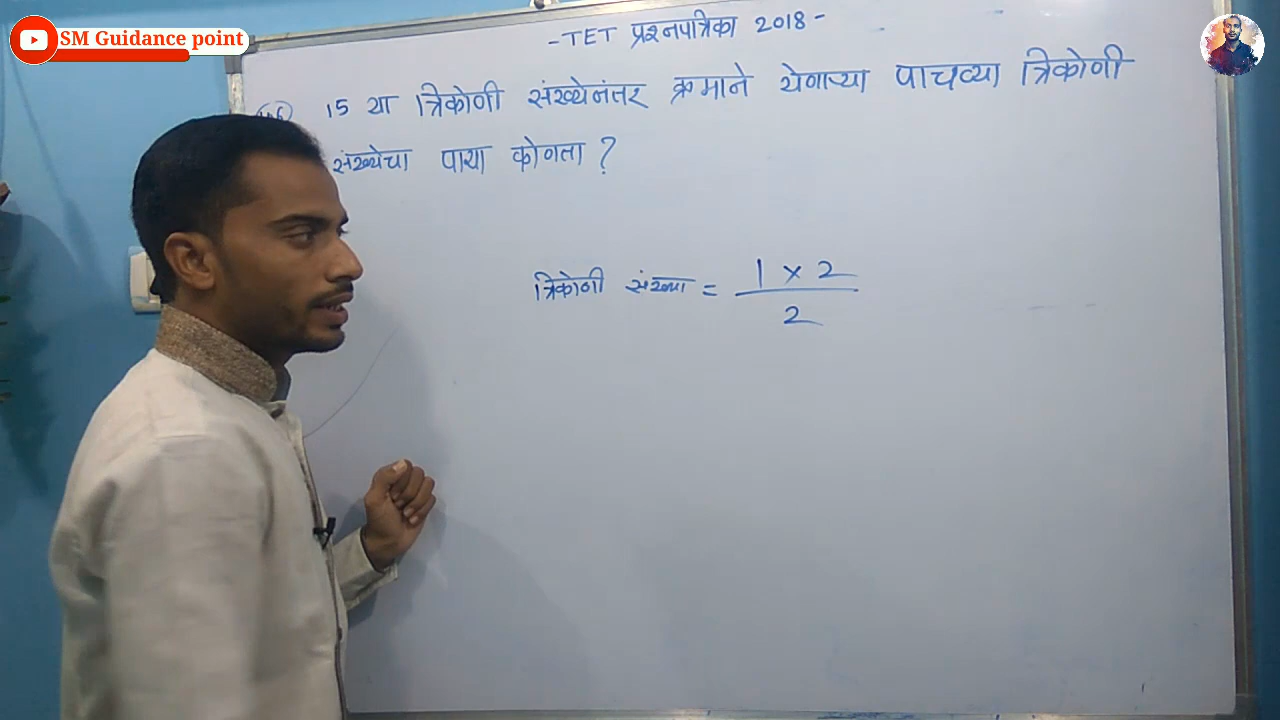 SM Guidance point
-TET प्रश्नपत्रिका 2018-
15 या त्रिकोणी संख्येनंतर क्रमाने येणाऱ्या पाचव्या त्रिकोणी
संख्येचा पाया कोणता ?
त्रिकोणी संख्या = 1 × 2
2